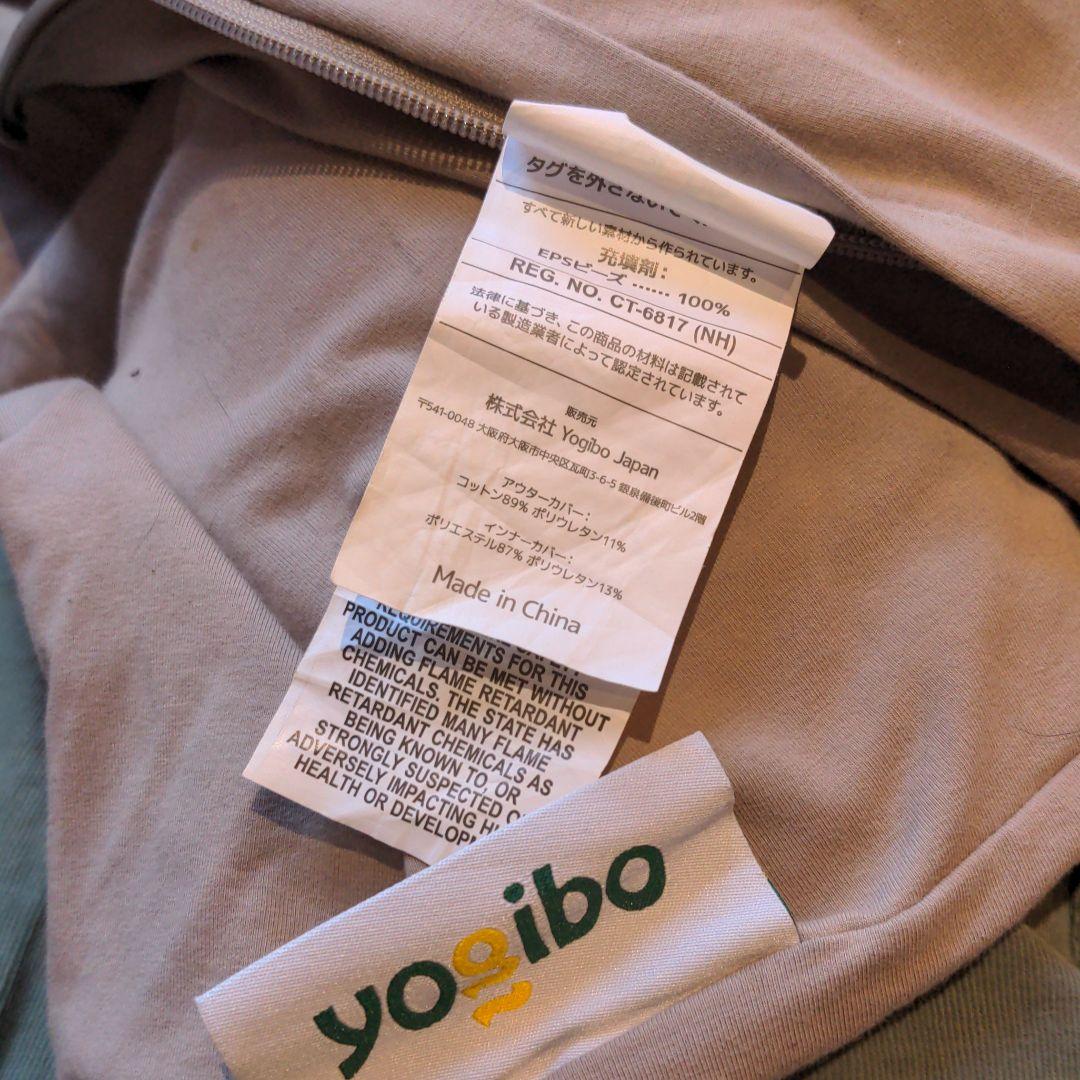 タグを外さないで
すべて新しい素材から作られています。
充填剤：
EPSビーズ ...... 100%
REG. NO. CT-6817 (NH)
法律に基づき、この商品の材料は記載されて
いる製造業者によって認定されています。
販売元
株式会社 Yogibo Japan
〒541-0048 大阪府大阪市中央区瓦町3-6-5 銀泉備後町ビル2階
アウターカバー：
コットン89% ポリウレタン11%
インナーカバー：
ポリエステル87% ポリウレタン13%
Made in China
REQUIREMENTS FOR THIS
PRODUCT CAN BE MET WITHOUT
ADDING FLAME RETARDANT
CHEMICALS. THE STATE HAS
IDENTIFIED MANY FLAME
RETARDANT CHEMICALS AS
BEING KNOWN TO, OR
STRONGLY SUSPECTED
ADVERSELY IMPACTING
HEALTH OR
yogibo